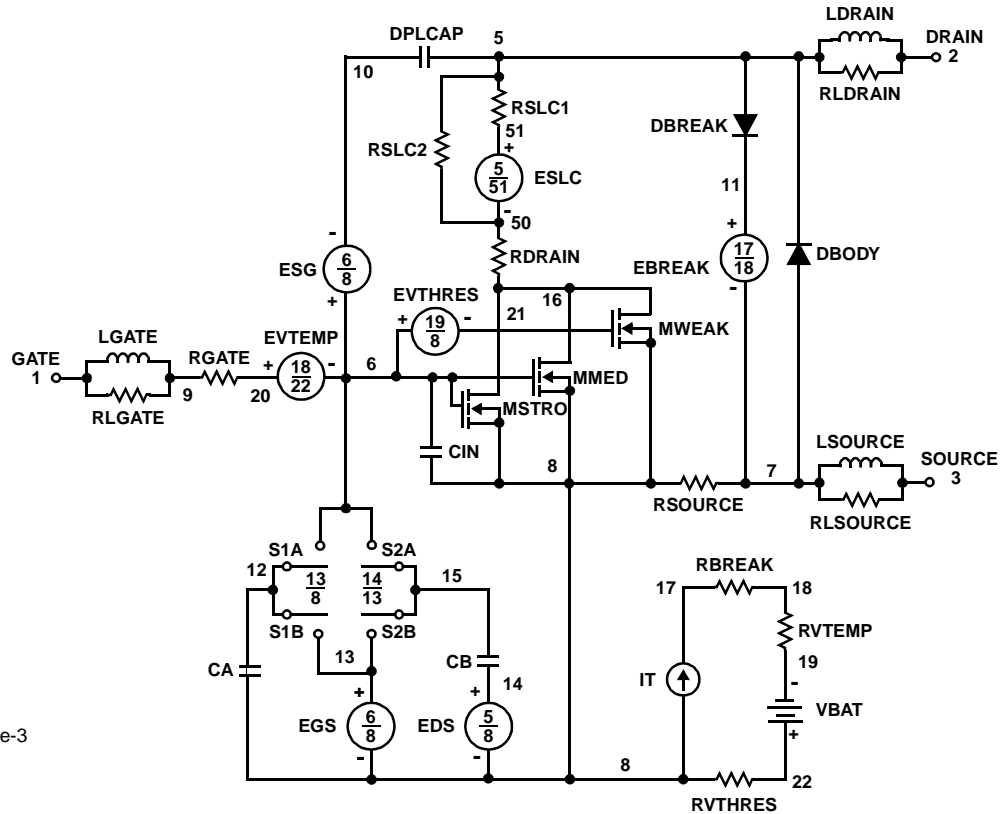 LDRAIN
DPLCAP
5
DRAIN
2
10
RLDRAIN
RSLC1
51
DBREAK
RSLC2
+
5
51
ESLC
11
-
50
-
+
RDRAIN
17
18
DBODY
ESG
6
8
EBREAK
+
EVTHRES
16
-
+
19
8
-
21
MWEAK
LGATE
EVTEMP
GATE
1
RGATE
+
18
22
-
6
MMED
9
20
RLGATE
MSTRO
LSOURCE
CIN
8
7
SOURCE
3
RSOURCE
RLSOURCE
S1A
S2A
12
13
8
14
13
15
RBREAK
17
18
S1B
S2B
RVTEMP
13
CA
CB
19
14
IT
-
+
+
VBAT
EGS
6
8
EDS
5
8
+
e-3
-
-
8
22
RVTHRES